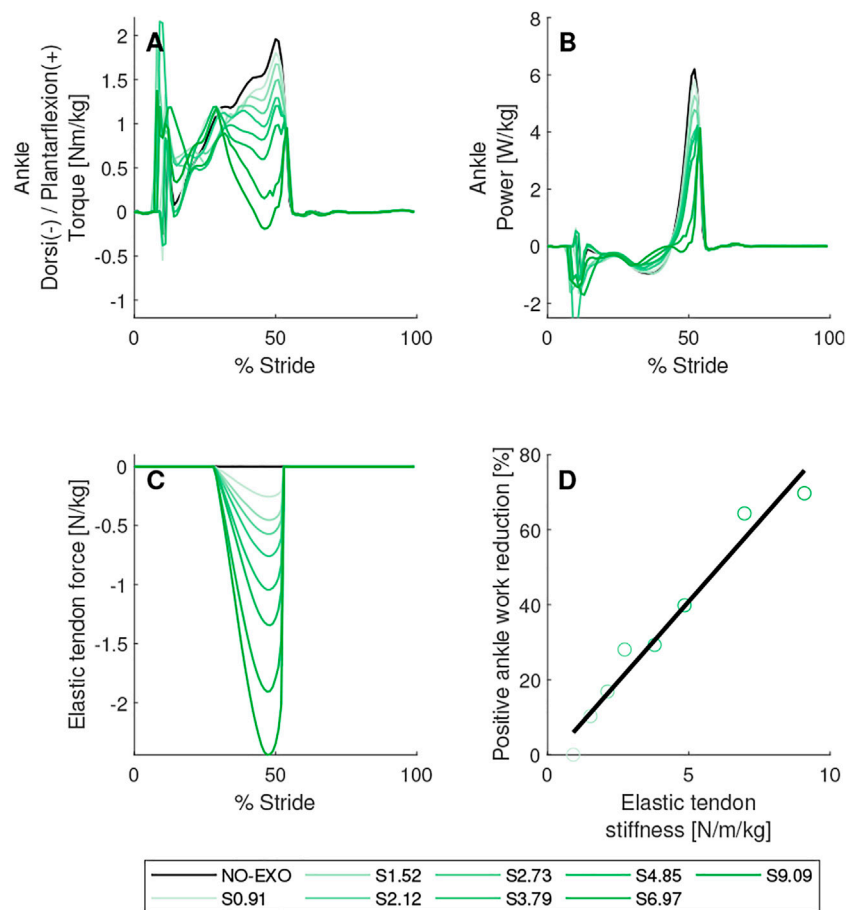 A
Ankle
Dorsi(-) / Plantarflexion(+)
Torque [Nm/kg]
2
1.5
1
0.5
0
-0.5
-1
0 50 100
% Stride
B
Ankle
Power [W/kg]
8
6
4
2
0
-2
0 50 100
% Stride
C
Elastic tendon force [N/kg]
0
-0.5
-1
-1.5
-2
0 50 100
% Stride
D
Positive ankle work reduction [%]
80
60
40
20
0
0 5 10
Elastic tendon
stiffness [N/m/kg]
NO-EXO S1.52 S2.73 S4.85 S9.09
S0.91 S2.12 S3.79 S6.97